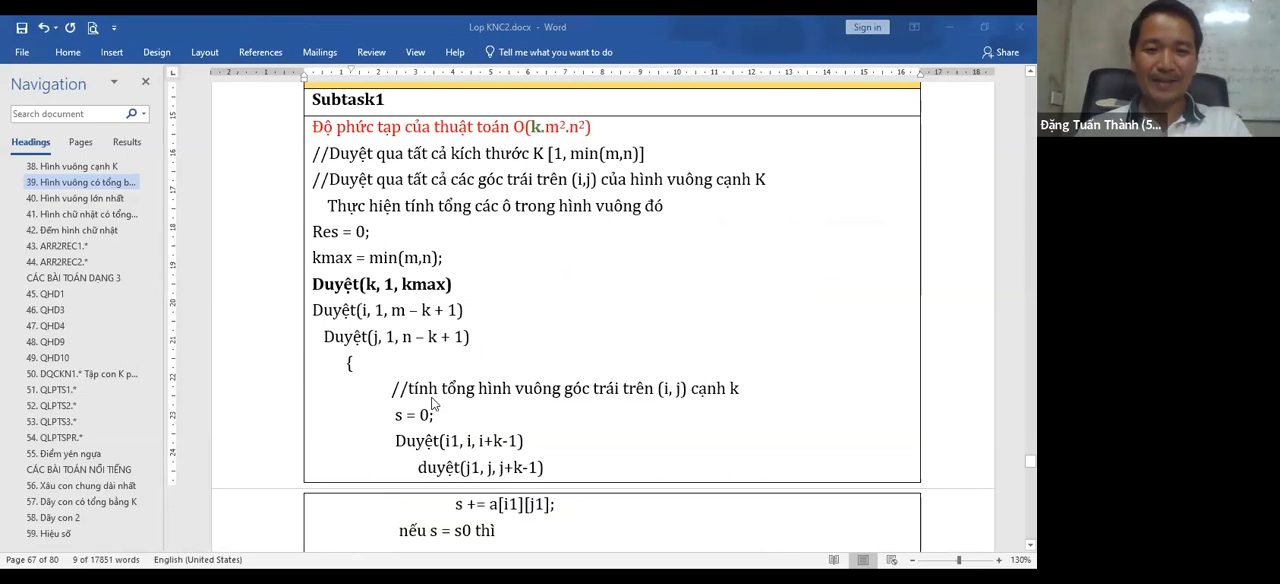 Lop KNC2.docx - Word
Sign in
File Home Insert Design Layout References Mailings Review View Help Tell me what you want to do
Share
Navigation
Search document
Headings Pages Results
38. Hình vuông cạnh K
39. Hình vuông có tổng b...
40. Hình vuông lớn nhất
41. Hình chữ nhật có tổng...
42. Đếm hình chữ nhật
43. ARR2REC1.*
44. ARR2REC2.*
CÁC BÀI TOÁN DẠNG 3
45. QHD1
46. QHD3
47. QHD4
48. QHD9
49. QHD10
50. DQCKN1.* Tập con K p...
51. QLPTS1.*
52. QLPTS2.*
53. QLPTS3.*
54. QLPTSPR.*
55. Điểm yên ngựa
CÁC BÀI TOÁN NỔI TIẾNG
56. Xâu con chung dài nhất
57. Dãy con có tổng bằng K
58. Dãy con 2
59. Hiệu số
Subtask1
Độ phức tạp của thuật toán O(k.m².n²)
//Duyệt qua tất cả kích thước K [1, min(m,n)]
//Duyệt qua tất cả các góc trái trên (i,j) của hình vuông cạnh K
Thực hiện tính tổng các ô trong hình vuông đó
Res = 0;
kmax = min(m,n);
Duyệt(k, 1, kmax)
Duyệt(i, 1, m – k + 1)
Duyệt(j, 1, n – k + 1)
{
//tính tổng hình vuông góc trái trên (i, j) cạnh k
s = 0;
Duyệt(i1, i, i+k-1)
duyệt(j1, j, j+k-1)
s += a[i1][j1];
nếu s = s0 thì
Page 67 of 80 9 of 17851 words English (United States)
130%
Đặng Tuấn Thành (5...